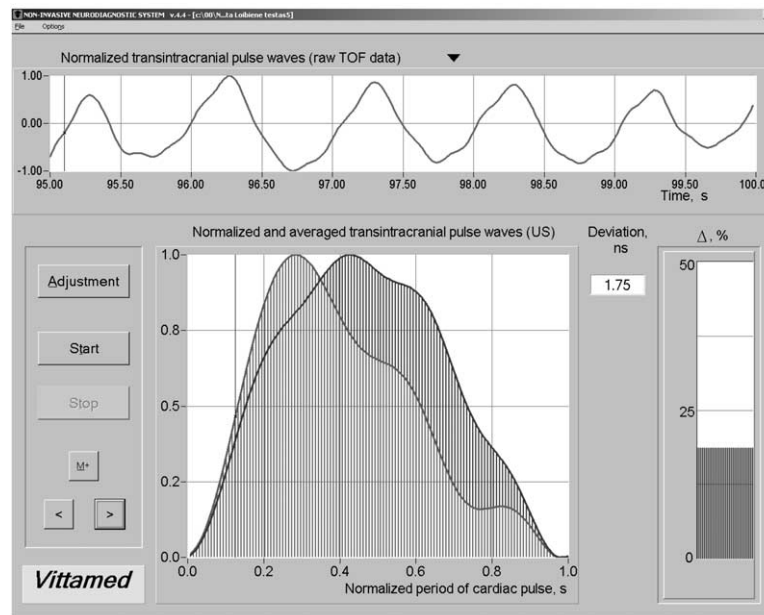 NON-INVASIVE NEURODIAGNOSTIC SYSTEM v.4.4 - [c:\00\N...ta Loibiene testas5]
File Options
Normalized transintracranial pulse waves (raw TOF data)
1.00
0.00
-1.00
95.00 95.50 96.00 96.50 97.00 97.50 98.00 98.50 99.00 99.50 100.0
Time, s
Normalized and averaged transintracranial pulse waves (US)
Deviation, ns
Δ, %
Adjustment
Start
Stop
M+
< >
Vittamed
1.0
0.8
0.5
0.2
0.0
0.0 0.2 0.4 0.6 0.8 1.0
Normalized period of cardiac pulse, s
1.75
50
25
0